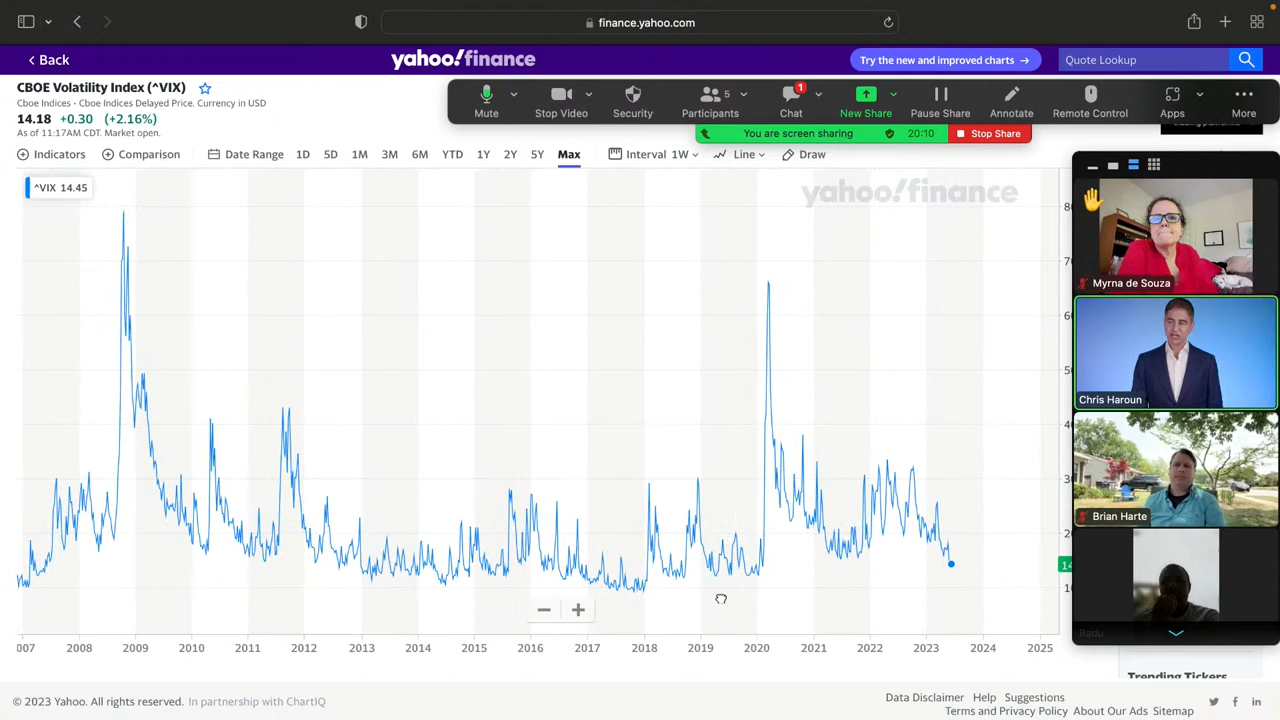 finance.yahoo.com
Back
yahoo!finance
Try the new and improved charts →
Quote Lookup
CBOE Volatility Index (^VIX)
Cboe Indices - Cboe Indices Delayed Price. Currency in USD
14.18 +0.30 (+2.16%)
As of 11:17AM CDT. Market open.
5
1
Mute
Stop Video
Security
Participants
Chat
New Share
Pause Share
Annotate
Remote Control
Apps
More
You are screen sharing
20:10
Stop Share
Indicators
Comparison
Date Range
1D
5D
1M
3M
6M
YTD
1Y
2Y
5Y
Max
Interval 1W
Line
Draw
^VIX 14.45
yahoo!finance
Myrna de Souza
Chris Haroun
Brian Harte
Radu
007 2008 2009 2010 2011 2012 2013 2014 2015 2016 2017 2018 2019 2020 2021 2022 2023 2024 2025
Trending Tickers
© 2023 Yahoo. All rights reserved. In partnership with ChartIQ
Data Disclaimer Help Suggestions
Terms and Privacy Policy About Our Ads Sitemap